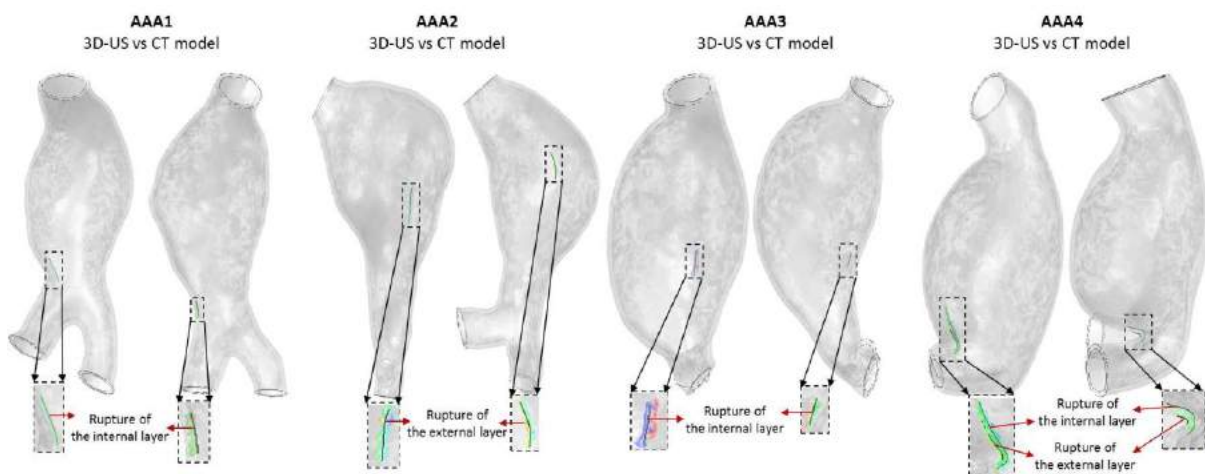 AAA1
3D-US vs CT model
AAA2
3D-US vs CT model
AAA3
3D-US vs CT model
AAA4
3D-US vs CT model
Rupture of
the internal layer
Rupture of
the external layer
Rupture of
the internal layer
Rupture of
the internal layer
Rupture of
the external layer